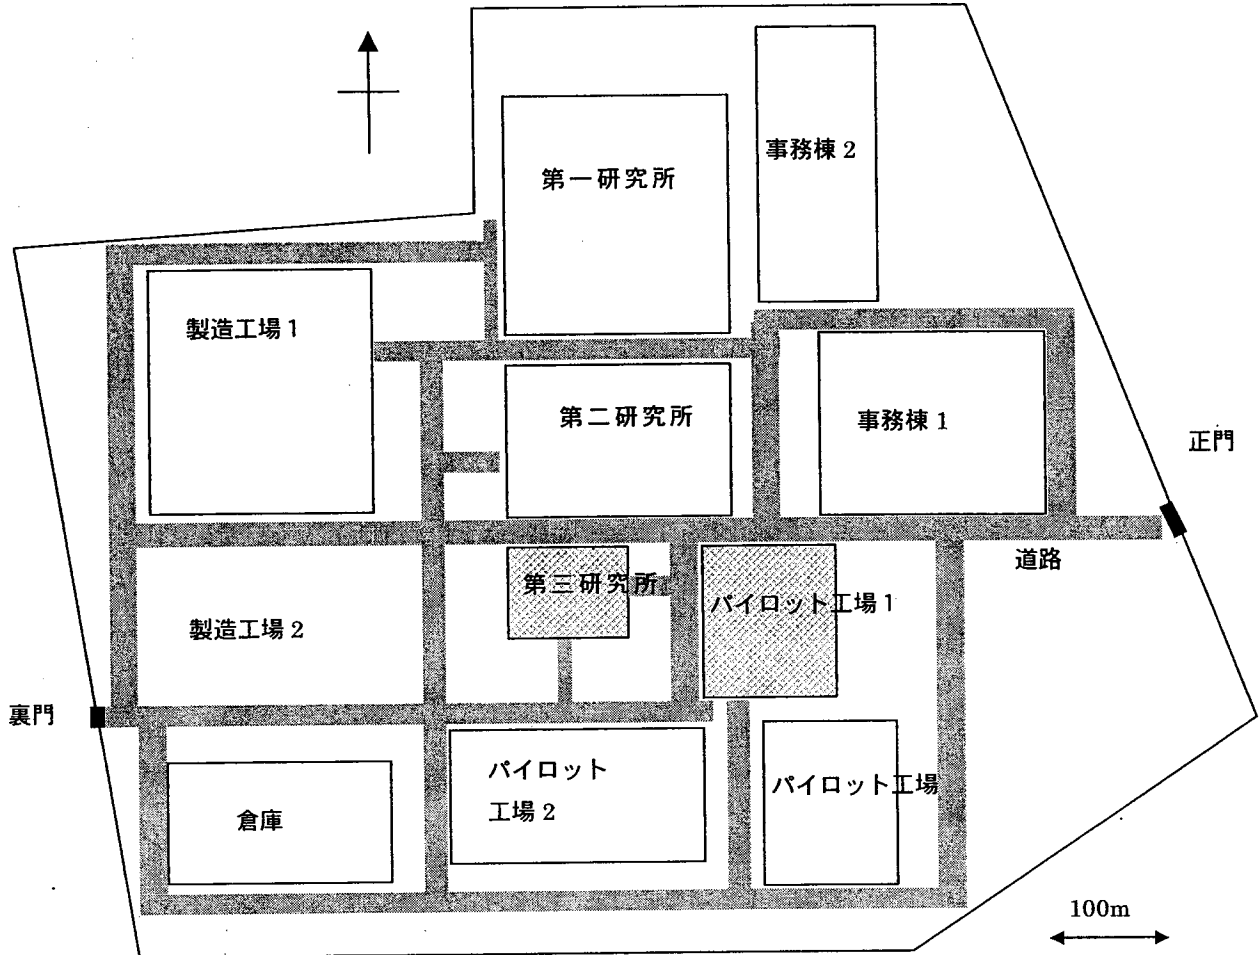 事務棟 2
第一研究所
製造工場 1
第二研究所
事務棟 1
正門
道路
第三研究所
パイロット工場 1
製造工場 2
裏門
パイロット
工場 2
パイロット工場
倉庫
100m